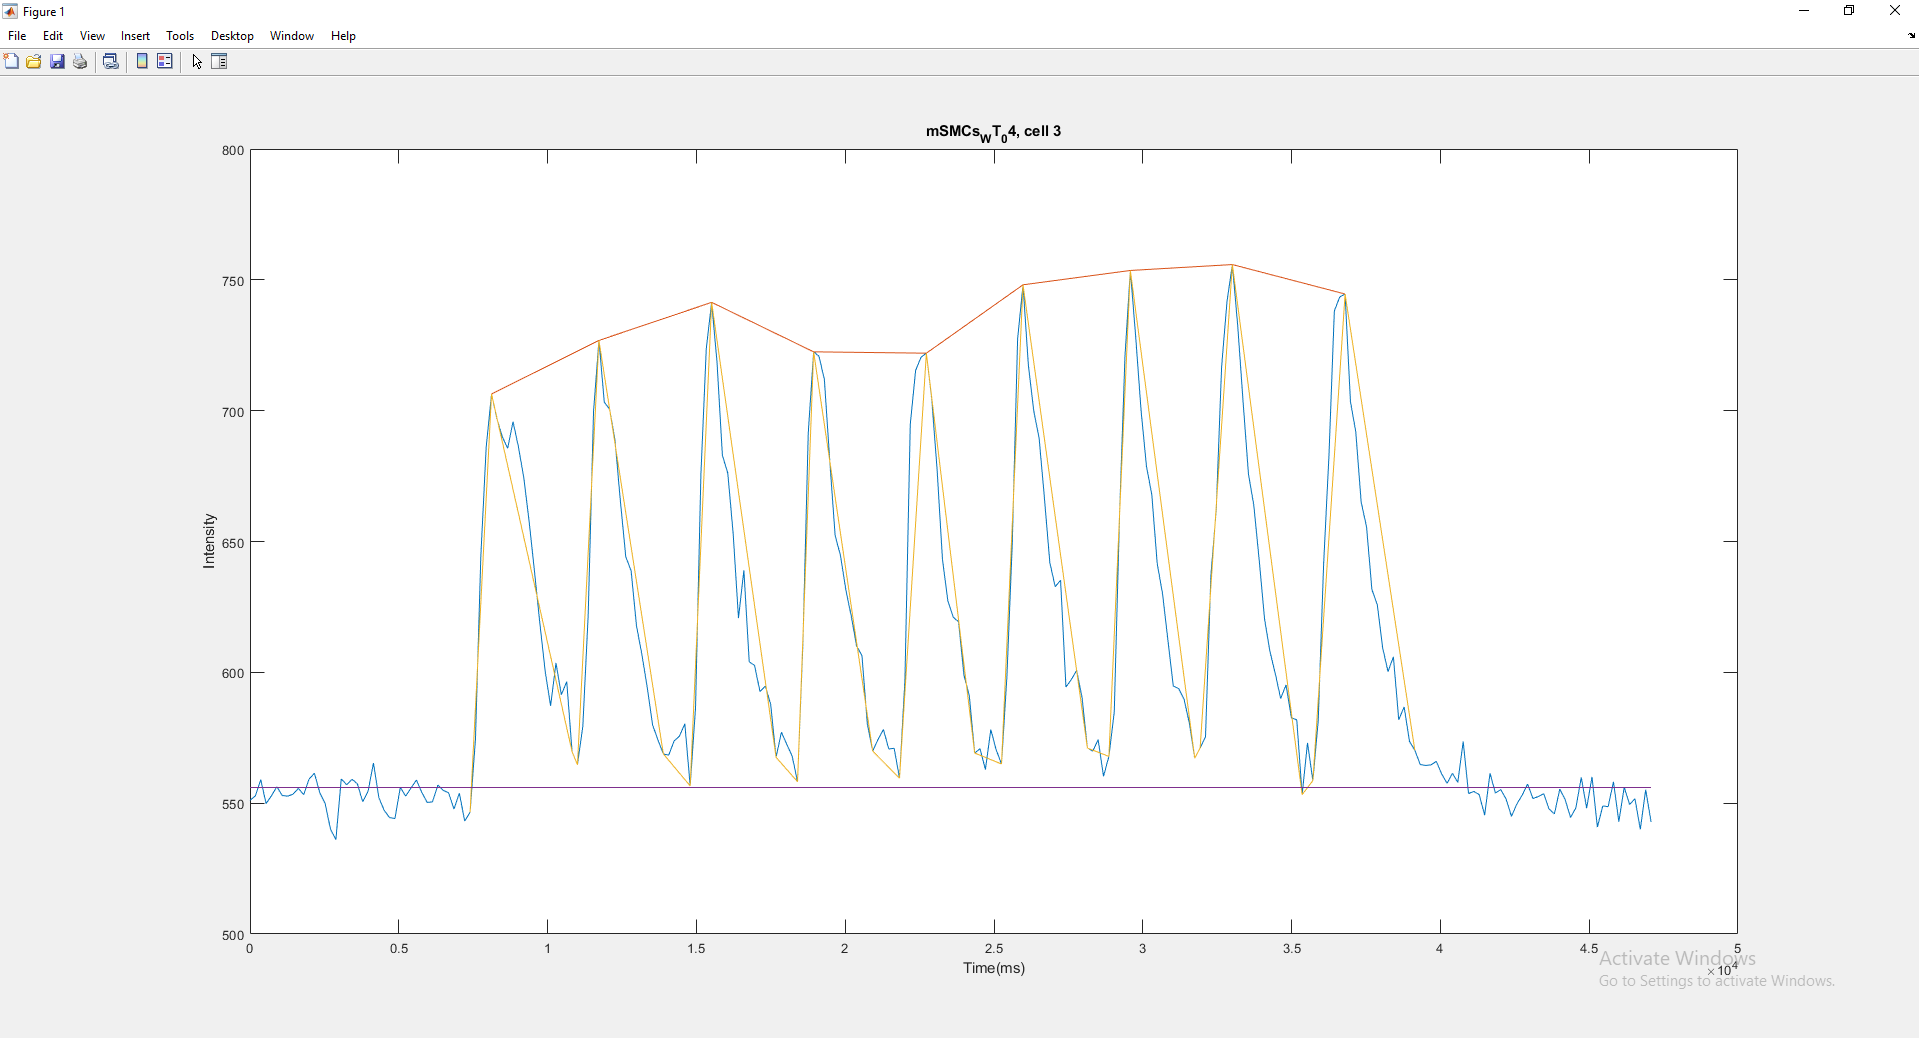 Figure 1
File Edit View Insert Tools Desktop Window Help
mSMCs_WT_04, cell 3
800
750
700
650
600
550
500
Intensity
0 0.5 1 1.5 2 2.5 3 3.5 4 4.5 5
×10^4
Time(ms)
Activate Windows
Go to Settings to activate Windows.